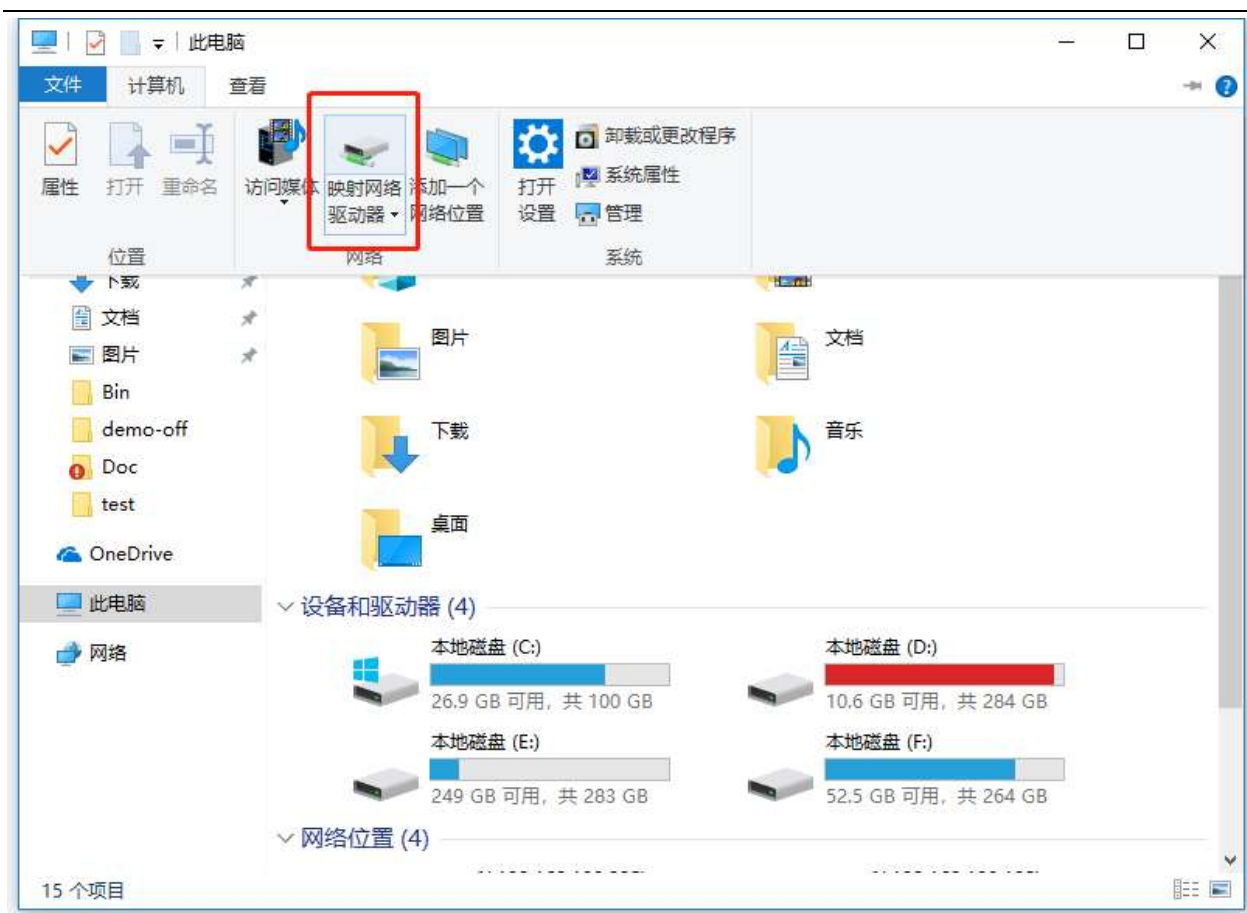 此电脑
文件 计算机 查看
属性 打开 重命名 访问媒体 映射网络驱动器 添加一个网络位置 打开设置 卸载或更改程序
系统属性
管理
位置 网络 系统
下载
文档
图片
Bin
demo-off
Doc
test
OneDrive
此电脑
网络
图片 文档
下载 音乐
桌面
设备和驱动器 (4)
本地磁盘 (C:) 本地磁盘 (D:)
26.9 GB 可用，共 100 GB 10.6 GB 可用，共 284 GB
本地磁盘 (E:) 本地磁盘 (F:)
249 GB 可用，共 283 GB 52.5 GB 可用，共 264 GB
网络位置 (4)
15 个项目